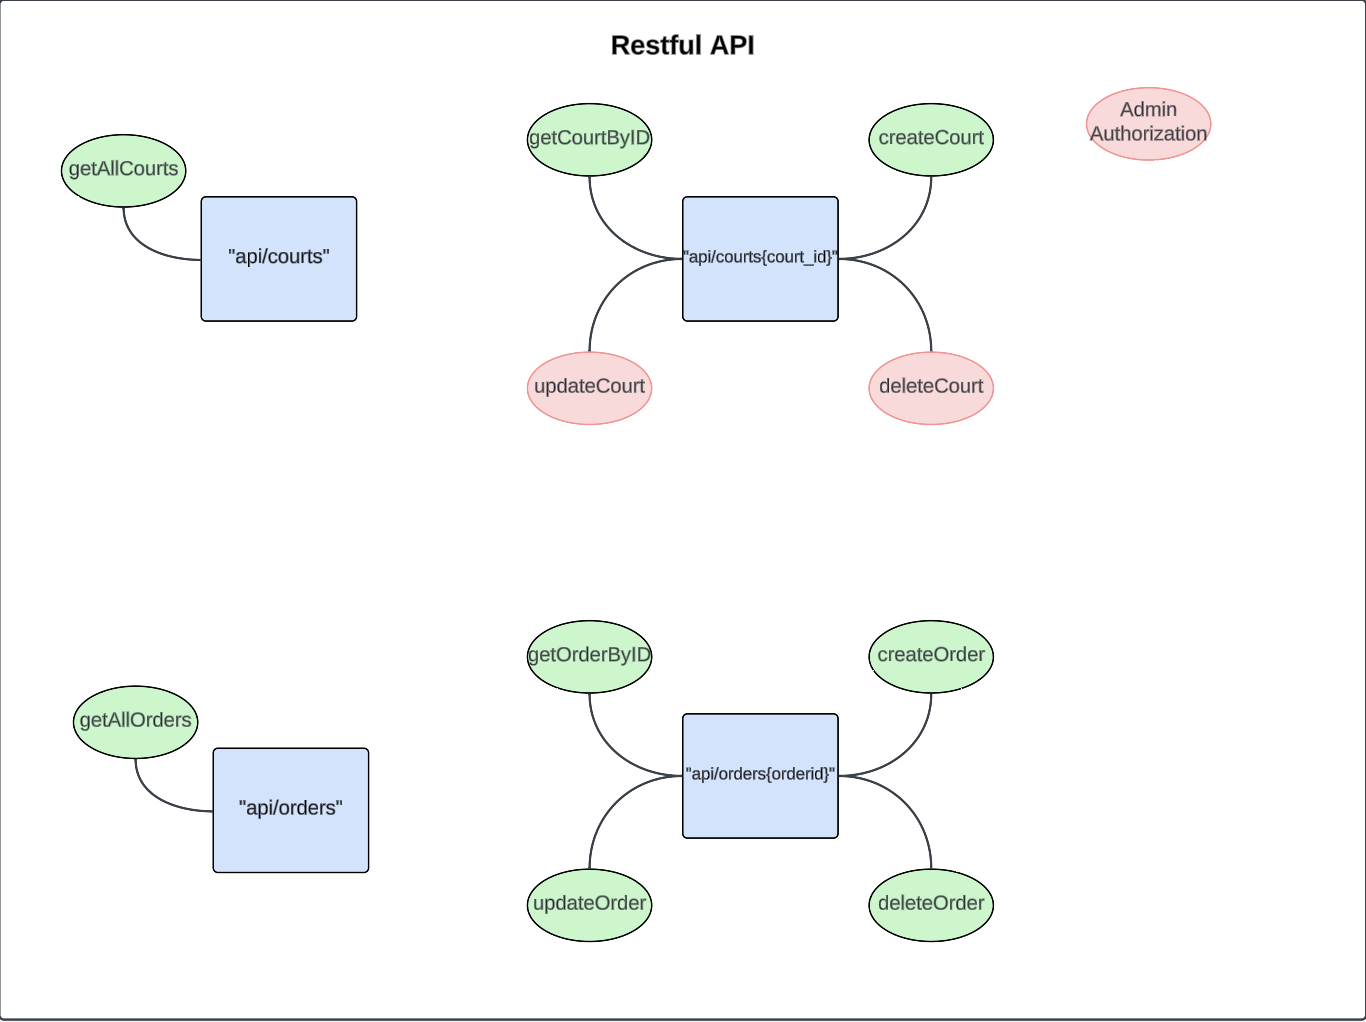 Restful API
Admin
Authorization
getAllCourts
getCourtByID
createCourt
"api/courts"
"api/courts{court_id}"
updateCourt
deleteCourt
getOrderByID
createOrder
getAllOrders
"api/orders"
"api/orders{orderid}"
updateOrder
deleteOrder